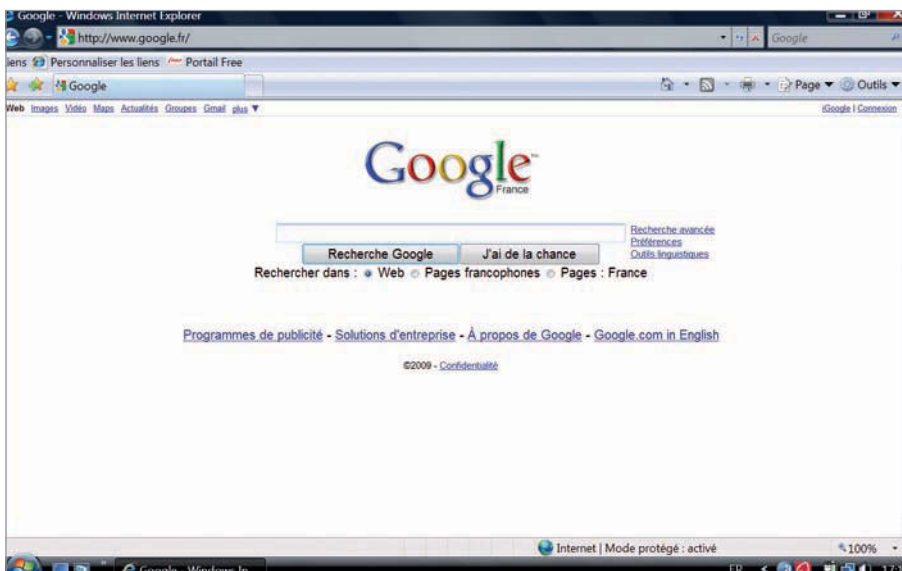 Google - Windows Internet Explorer
http://www.google.fr/
Google
iens Personnaliser les liens Portail Free
Google
Page Outils
Web Images Vidéo Maps Actualités Groupes Gmail plus ▼
iGoogle | Connexion
Google™
France
Recherche avancée
Préférences
Outils linguistiques
Recherche Google J'ai de la chance
Rechercher dans : Web Pages francophones Pages : France
Programmes de publicité - Solutions d'entreprise - À propos de Google - Google.com in English
©2009 - Confidentialité
Internet | Mode protégé : activé
100%
Google - Windows In
FR